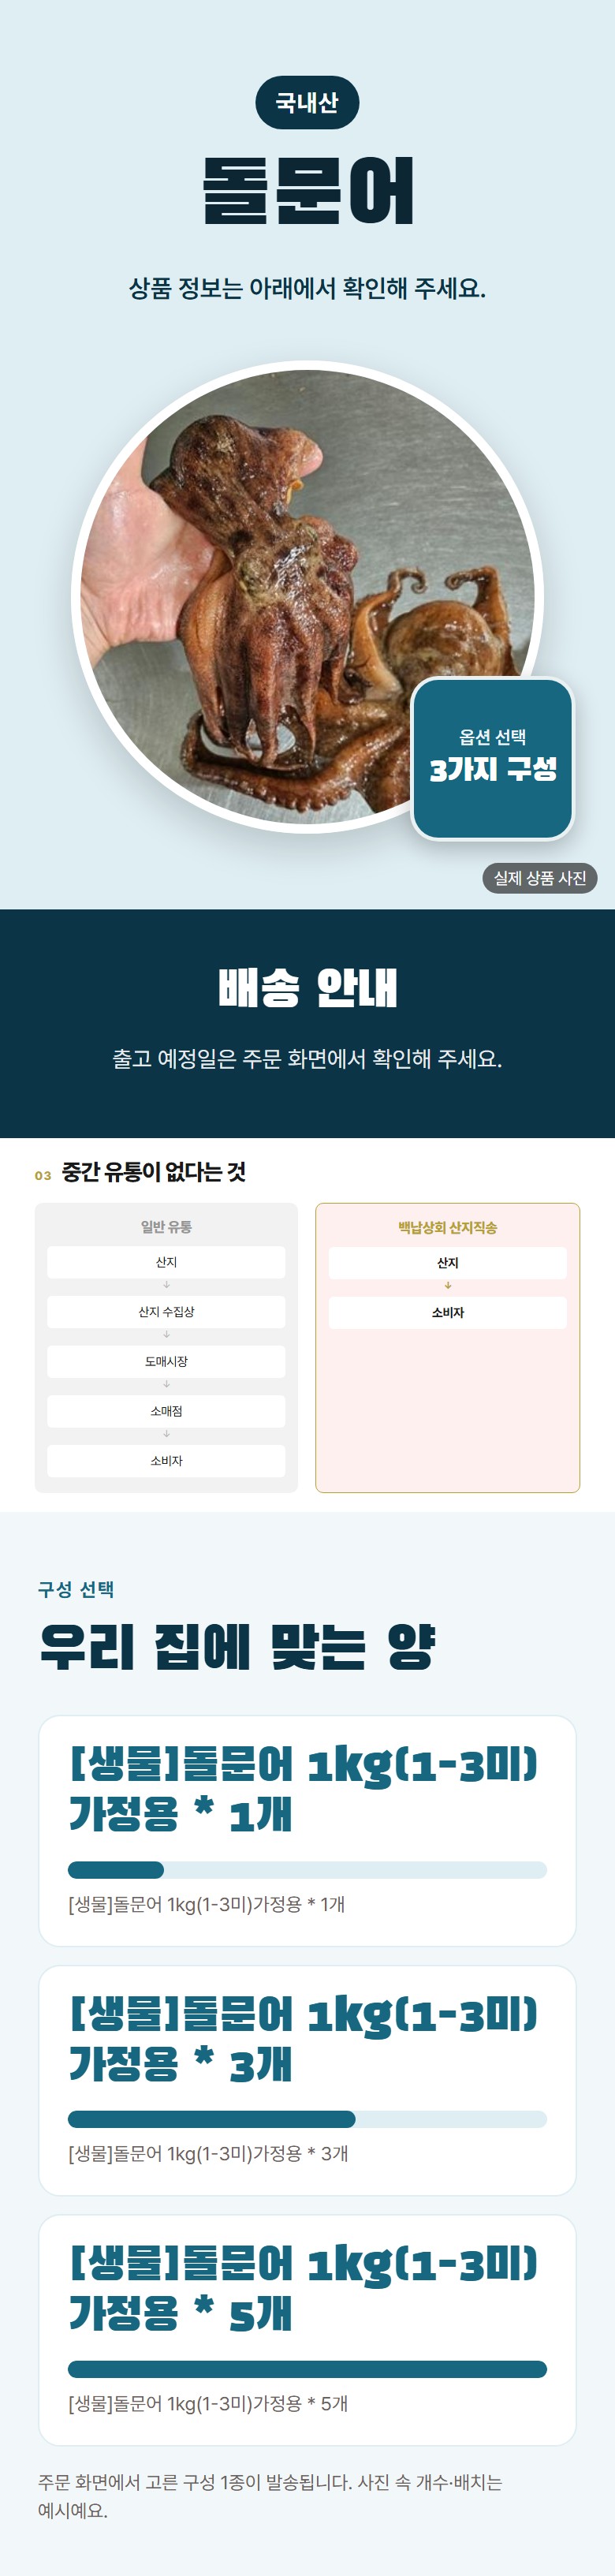 국내산
돌문어
상품 정보는 아래에서 확인해 주세요.
옵션 선택
3가지 구성
실제 상품 사진
배송 안내
출고 예정일은 주문 화면에서 확인해 주세요.
03 중간 유통이 없다는 것
일반 유통
산지
↓
산지 수집상
↓
도매시장
↓
소매점
↓
소비자
백납상회 산지직송
산지
↓
소비자
구성 선택
우리 집에 맞는 양
[생물]돌문어 1kg(1-3미)
가정용 * 1개
[생물]돌문어 1kg(1-3미)가정용 * 1개
[생물]돌문어 1kg(1-3미)
가정용 * 3개
[생물]돌문어 1kg(1-3미)가정용 * 3개
[생물]돌문어 1kg(1-3미)
가정용 * 5개
[생물]돌문어 1kg(1-3미)가정용 * 5개
주문 화면에서 고른 구성 1종이 발송됩니다. 사진 속 개수·배치는
예시예요.